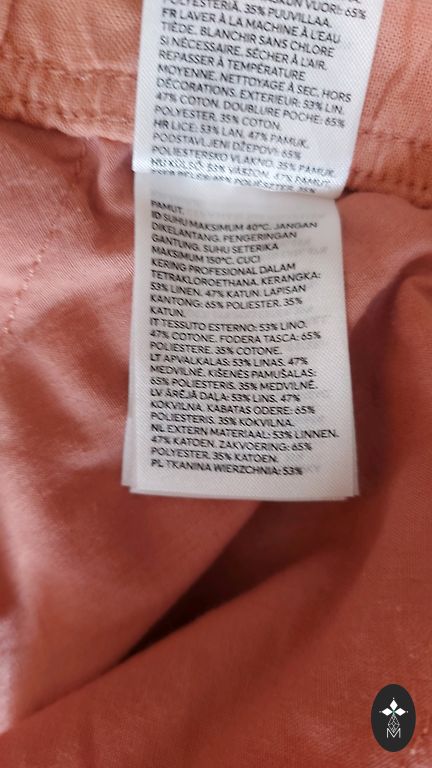 POLYESTERIÄ, 35% PUUVILLAA.
FR LAVER À LA MACHINE À L'EAU
TIÈDE. BLANCHIR SANS CHLORE
SI NÉCESSAIRE. SÉCHER À L'AIR.
REPASSER À TEMPÉRATURE
MOYENNE. NETTOYAGE À SEC, HORS
DÉCORATIONS. EXTERIEUR: 53% LIN,
47% COTON. DOUBLURE POCHE: 65%
POLYESTER, 35% COTON.
HR LICE: 53% LAN, 47% PAMUK.
PODSTAVLJENI DŽEPOVI: 65%
POLIESTERSKO VLAKNO, 35% PAMUK.
53% 47% PAMUT.
PAMUT.
ID SUHU MAKSIMUM 40°C. JANGAN
DIKELANTANG. PENGERINGAN
GANTUNG. SUHU SETERIKA
MAKSIMUM 150°C. CUCI
KERING PROFESIONAL DALAM
TETRAKLOROETHANA. KERANGKA:
53% LINEN, 47% KATUN. LAPISAN
KANTONG: 65% POLIESTER, 35%
KATUN.
IT TESSUTO ESTERNO: 53% LINO,
47% COTONE. FODERA TASCA: 65%
POLIESTERE, 35% COTONE.
LT APVALKALAS: 53% LINAS, 47%
MEDVILNĖ. KIŠENĖS PAMUŠALAS:
65% POLIESTERIS, 35% MEDVILNĖ.
LV ĀRĒJĀ DAĻA: 53% LINS, 47%
KOKVILNA. KABATAS ODERE: 65%
POLIESTERIS, 35% KOKVILNA.
NL EXTERN MATERIAAL: 53% LINNEN,
47% KATOEN. ZAKVOERING: 65%
POLYESTER, 35% KATOEN.
PL TKANINA WIERZCHNIA: 53%
M